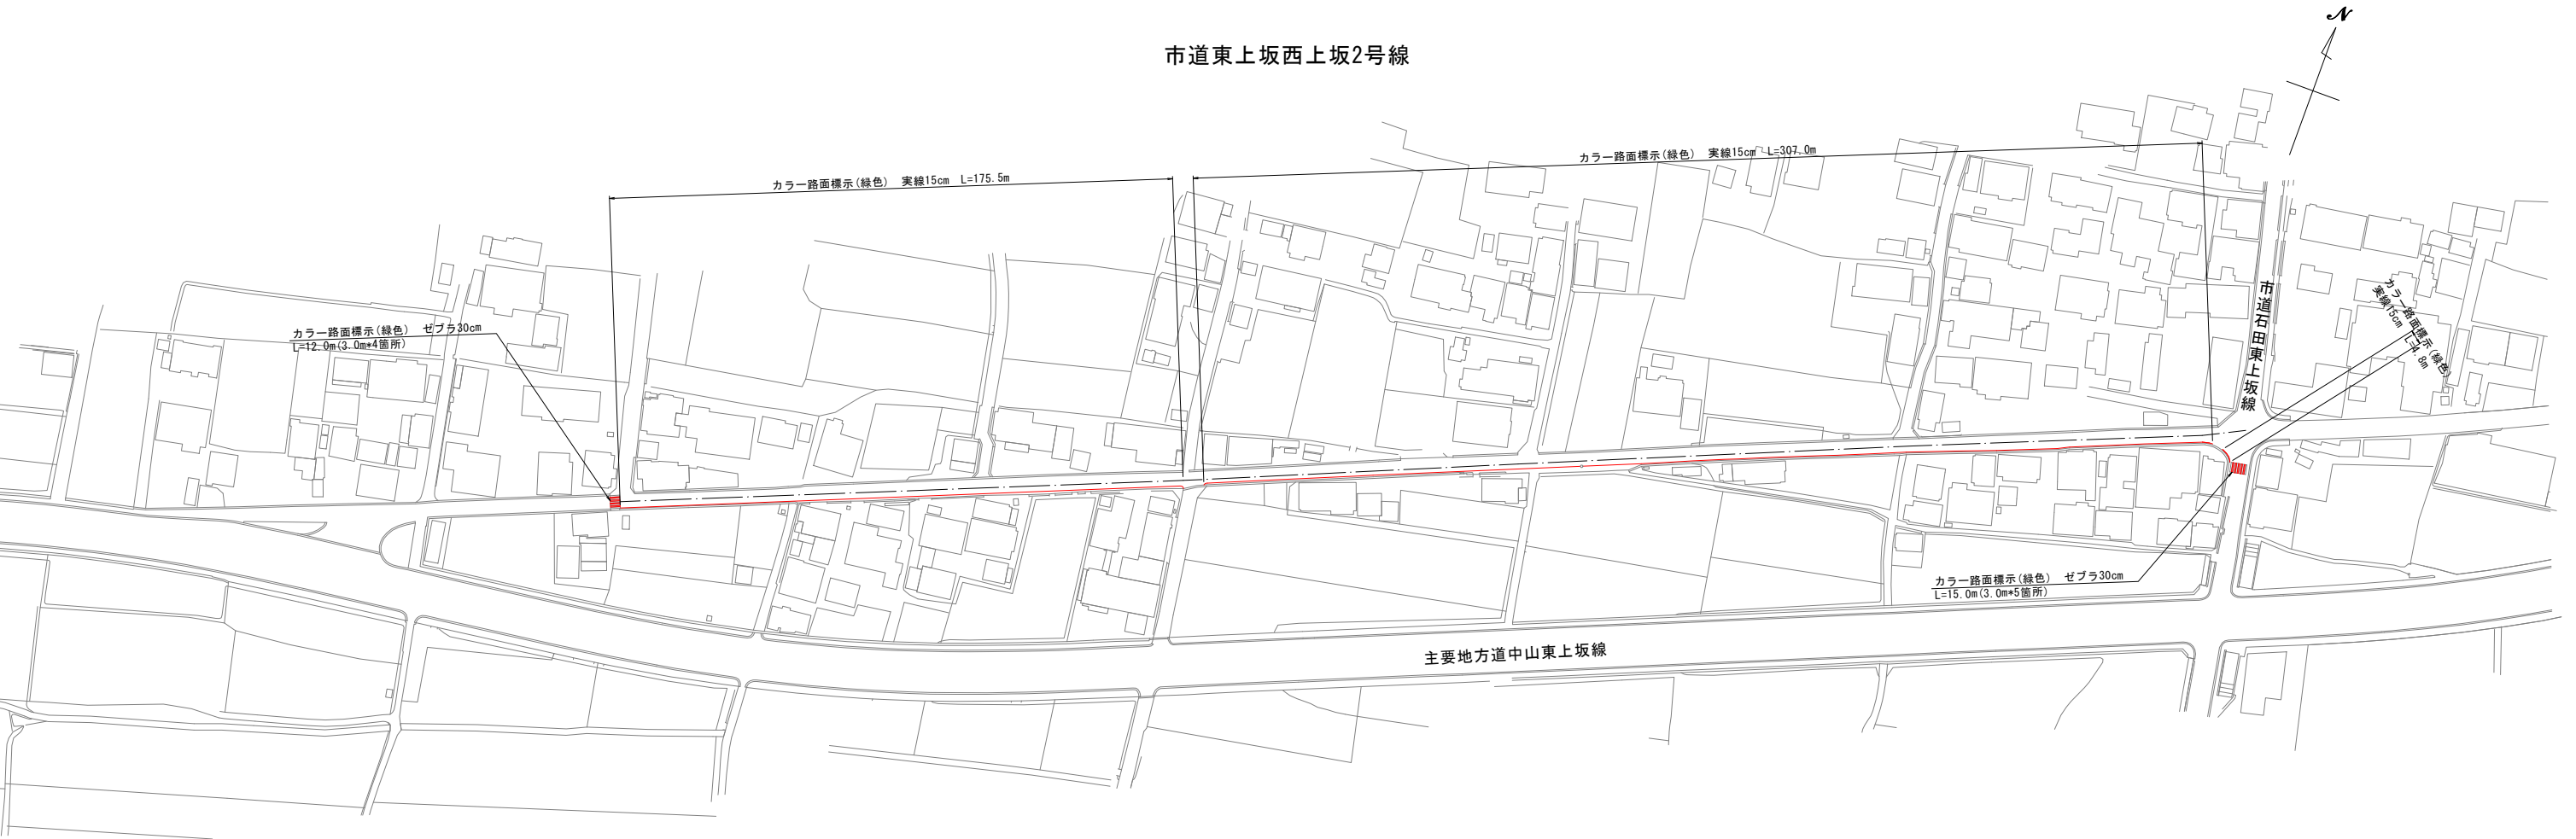 N
市道東上坂西上坂2号線
カラー路面標示(緑色)　実線15cm　L=307.0m
カラー路面標示(緑色)　実線15cm　L=175.5m
カラー路面標示(緑色)　ゼブラ30cm
L=12.0m(3.0m*4箇所)
市道石田東上坂線
カラー路面標示(緑色)
実線15cm　L=4.8m
カラー路面標示(緑色)　ゼブラ30cm
L=15.0m(3.0m*5箇所)
主要地方道中山東上坂線